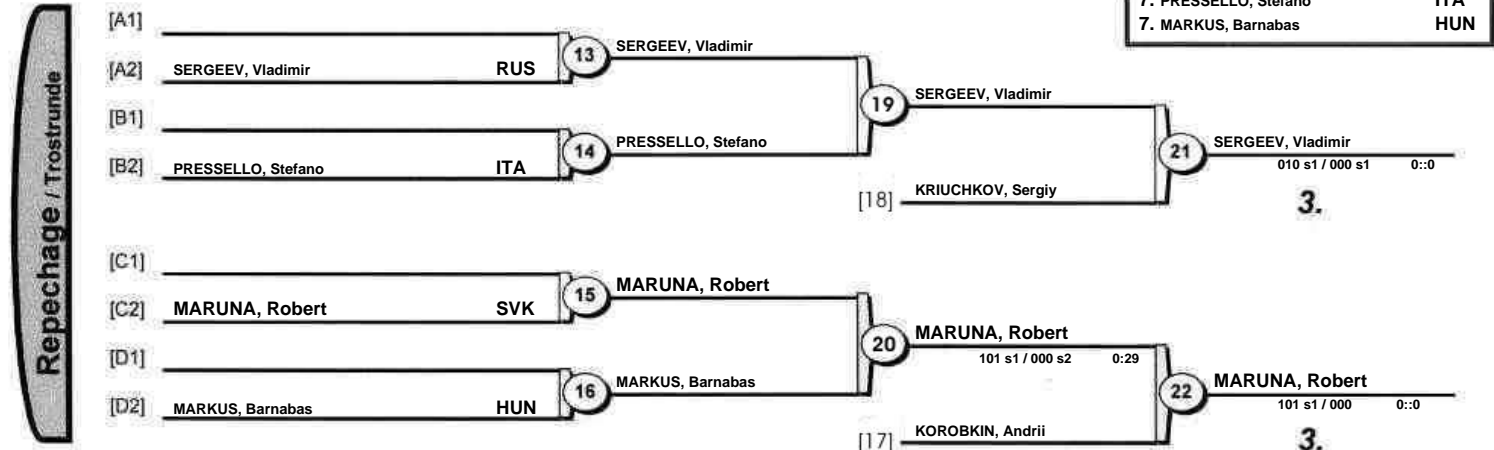 7. PRESSELLO, Stefano ITA
7. MARKUS, Barnabas HUN
Repechage / Trostrunde
[A1]
[A2] SERGEEV, Vladimir RUS
13 SERGEEV, Vladimir
[B1]
[B2] PRESSELLO, Stefano ITA
14 PRESSELLO, Stefano
19 SERGEEV, Vladimir
[18] KRIUCHKOV, Sergiy
21 SERGEEV, Vladimir
010 s1 / 000 s1 0::0
3.
[C1]
[C2] MARUNA, Robert SVK
15 MARUNA, Robert
[D1]
[D2] MARKUS, Barnabas HUN
16 MARKUS, Barnabas
20 MARUNA, Robert
101 s1 / 000 s2 0:29
[17] KOROBKIN, Andrii
22 MARUNA, Robert
101 s1 / 000 0::0
3.